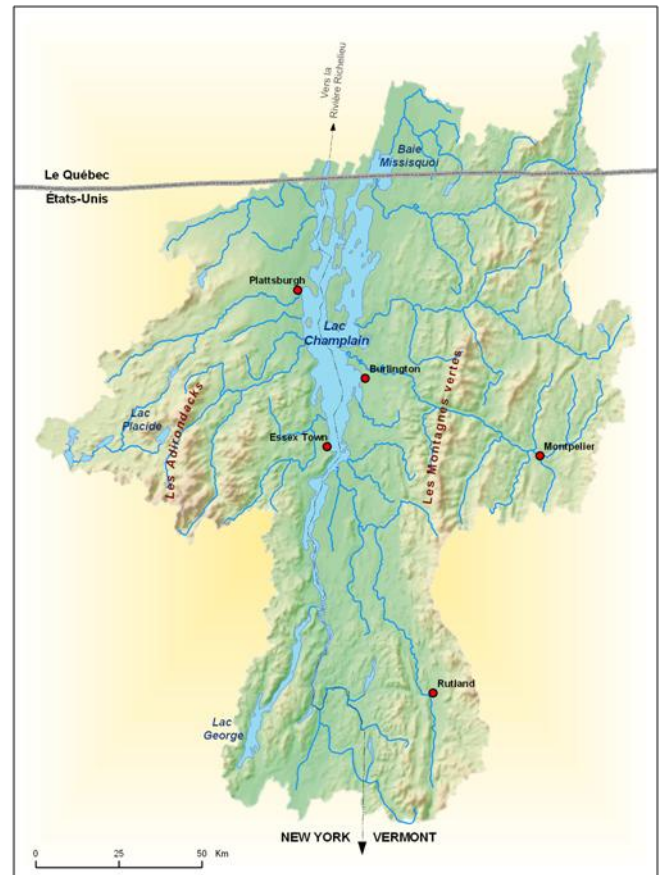 Vers la
Rivière Richelieu
Baie
Missisquoi
Le Québec
États-Unis
Plattsburgh
Lac
Champlain
Burlington
Les Adirondacks
Lac
Placide
Essex Town
Les Montagnes vertes
Montpelier
Rutland
Lac
George
NEW YORK
VERMONT
0 25 50 Km